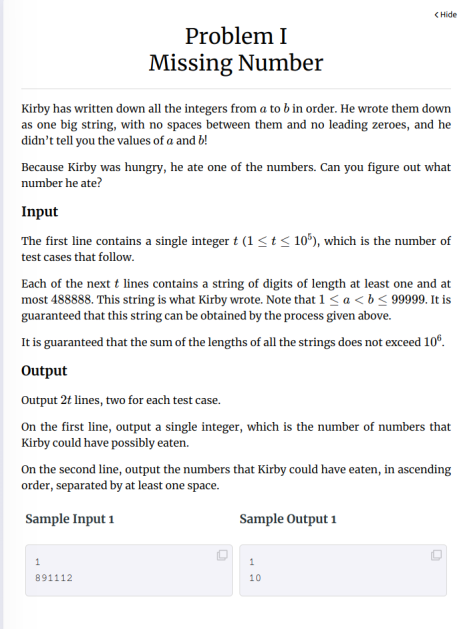 ‹ Hide
Problem I
Missing Number
Kirby has written down all the integers from a to b in order. He wrote them down
as one big string, with no spaces between them and no leading zeroes, and he
didn't tell you the values of a and b!
Because Kirby was hungry, he ate one of the numbers. Can you figure out what
number he ate?
Input
The first line contains a single integer t (1 ≤ t ≤ 10⁵), which is the number of
test cases that follow.
Each of the next t lines contains a string of digits of length at least one and at
most 488888. This string is what Kirby wrote. Note that 1 ≤ a < b ≤ 99999. It is
guaranteed that this string can be obtained by the process given above.
It is guaranteed that the sum of the lengths of all the strings does not exceed 10⁶.
Output
Output 2t lines, two for each test case.
On the first line, output a single integer, which is the number of numbers that
Kirby could have possibly eaten.
On the second line, output the numbers that Kirby could have eaten, in ascending
order, separated by at least one space.
Sample Input 1
Sample Output 1
1
891112
1
10